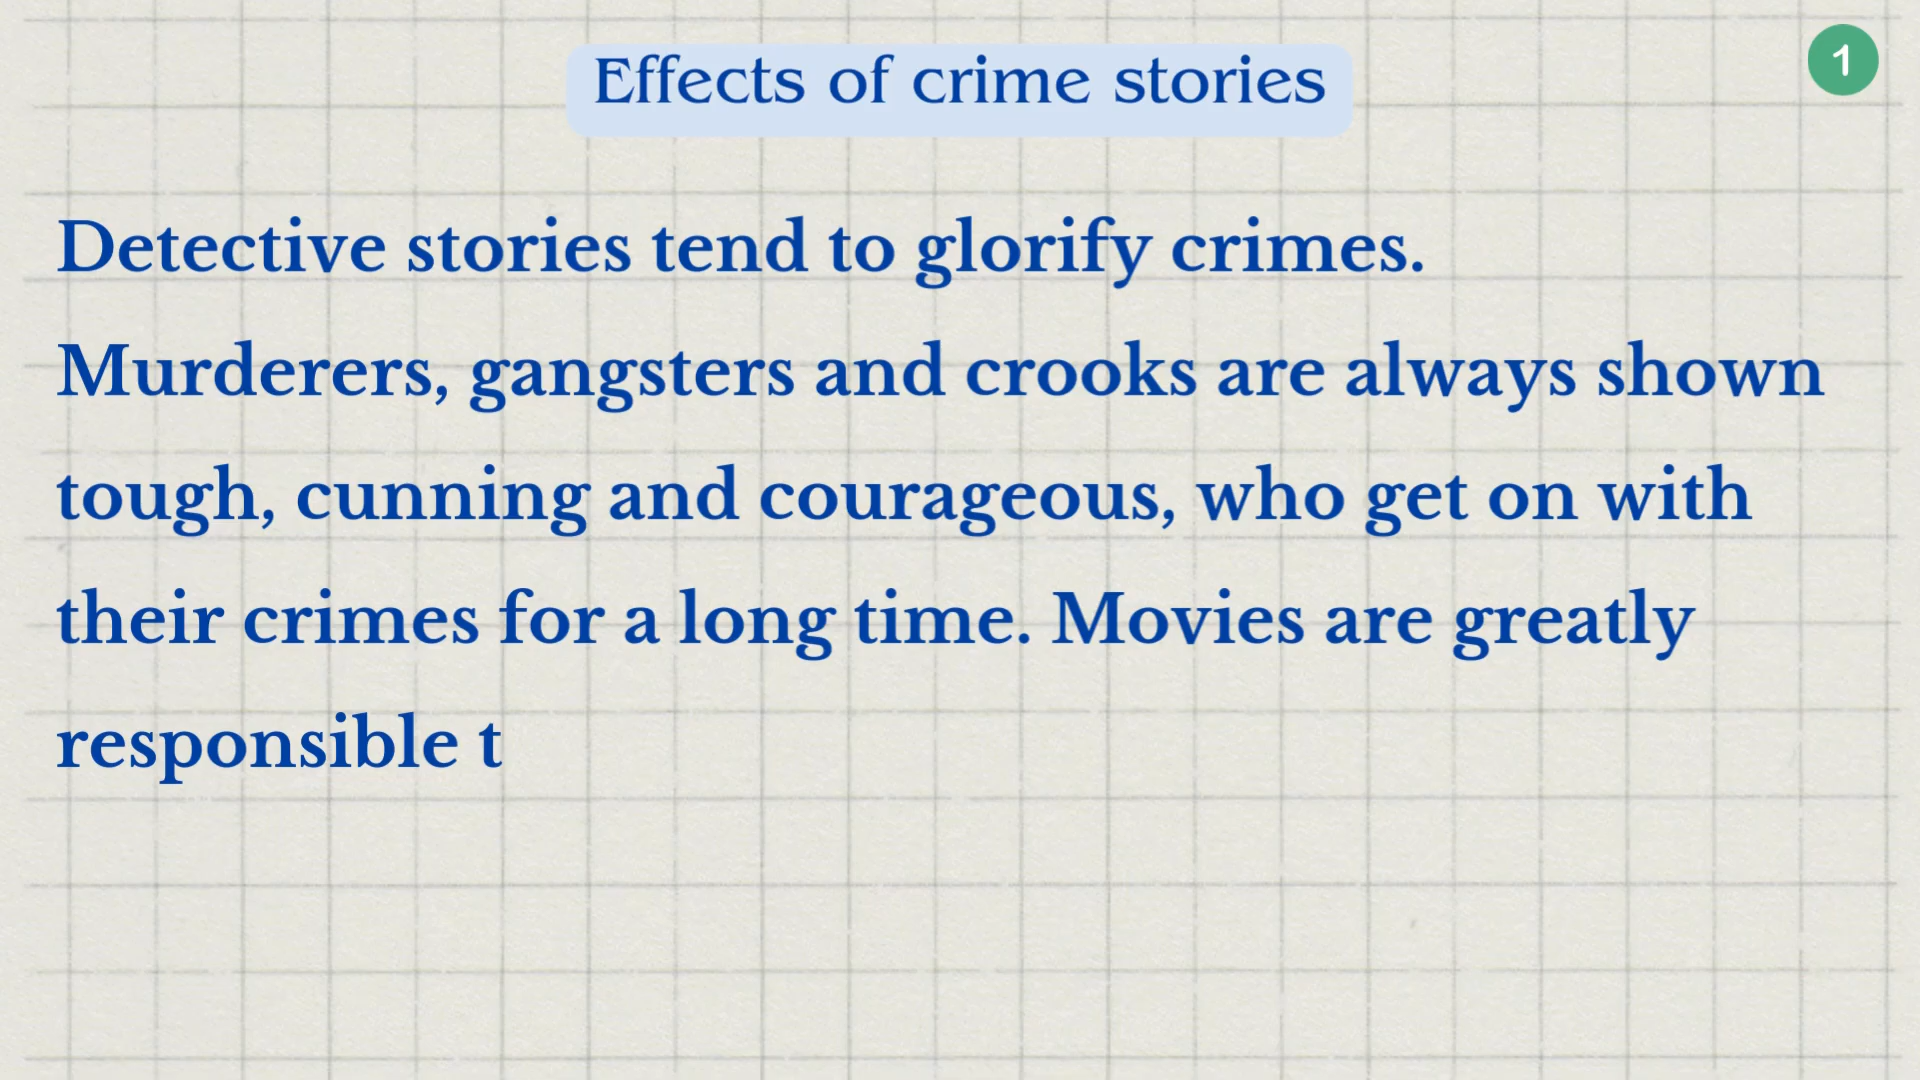 Effects of crime stories
1
Detective stories tend to glorify crimes.
Murderers, gangsters and crooks are always shown
tough, cunning and courageous, who get on with
their crimes for a long time. Movies are greatly
responsible t